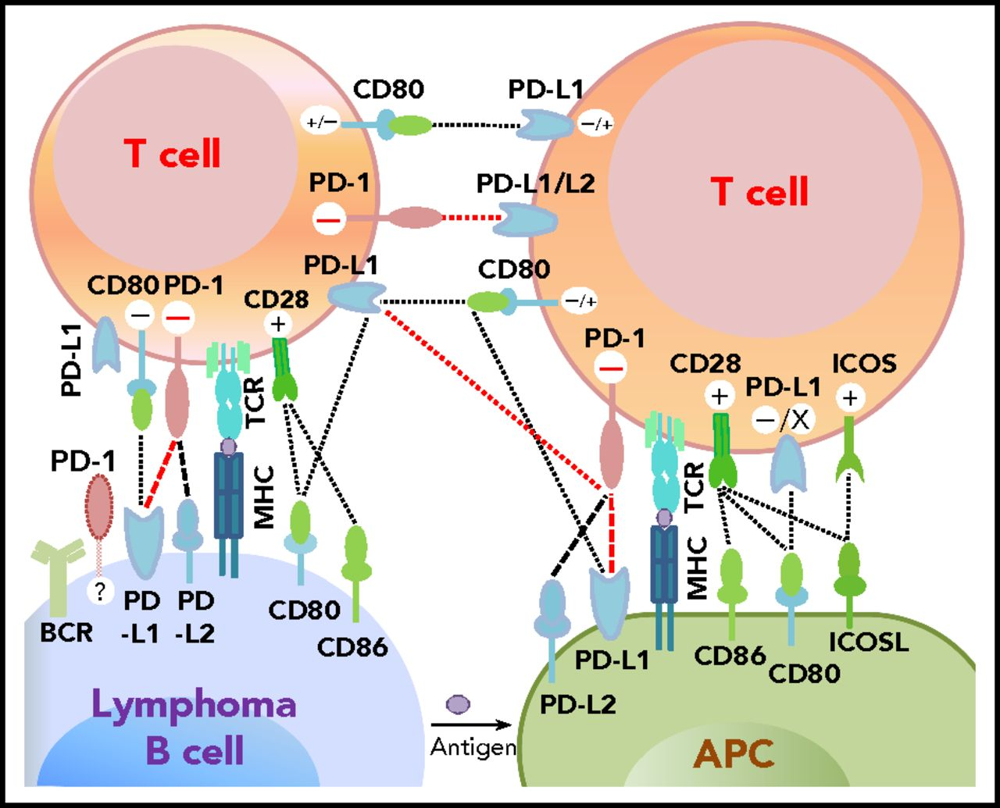 CD80
PD-L1
+/−
−/+
T cell
PD-1
PD-L1/L2
T cell
−
PD-L1
CD80
CD80 PD-1
CD28
−/+
−
−
+
PD-L1
PD-1
CD28
ICOS
−
PD-L1
TCR
+
+
−/X
PD-1
MHC
TCR
?
MHC
BCR
PD
-L1
PD
-L2
CD80
CD86
PD-L1
CD86
ICOSL
CD80
PD-L2
Lymphoma
B cell
Antigen
APC